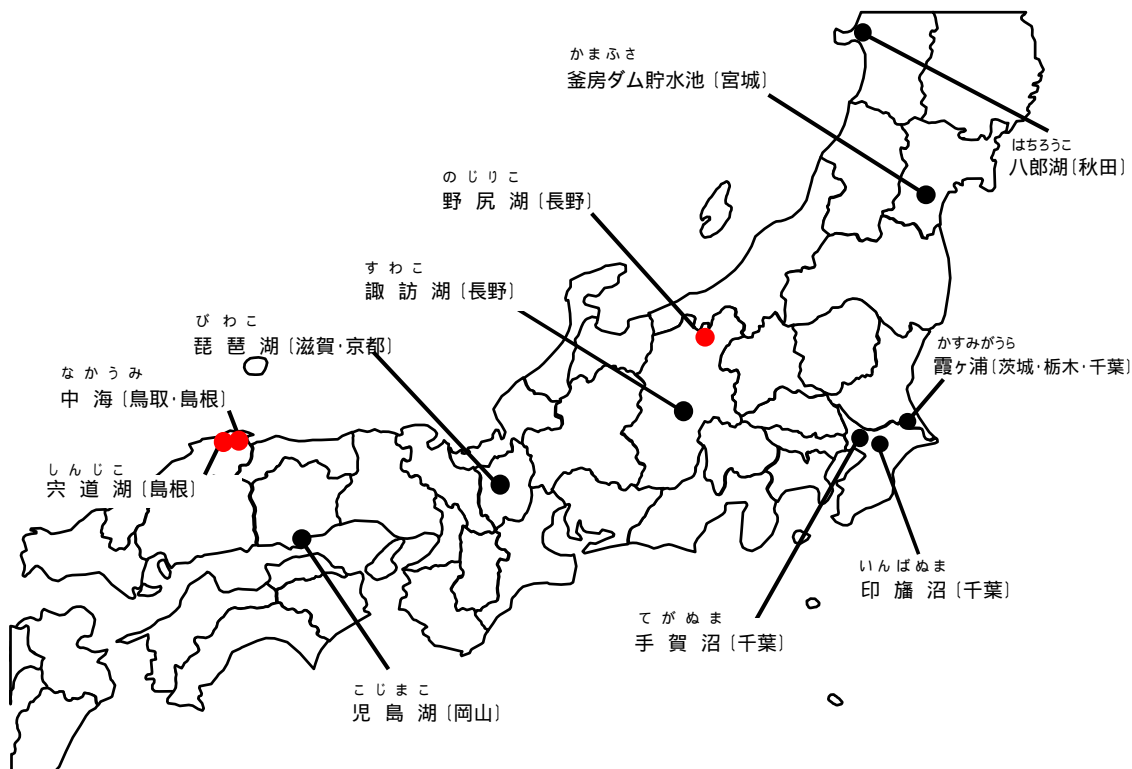 かまふさ
釜房ダム貯水池〔宮城〕
はちろうこ
八郎湖〔秋田〕
のじりこ
野尻湖〔長野〕
すわこ
諏訪湖〔長野〕
びわこ
琵琶湖〔滋賀･京都〕
かすみがうら
霞ヶ浦〔茨城･栃木･千葉〕
なかうみ
中海〔鳥取･島根〕
しんじこ
宍道湖〔島根〕
いんばぬま
印旛沼〔千葉〕
てがぬま
手賀沼〔千葉〕
こじまこ
児島湖〔岡山〕